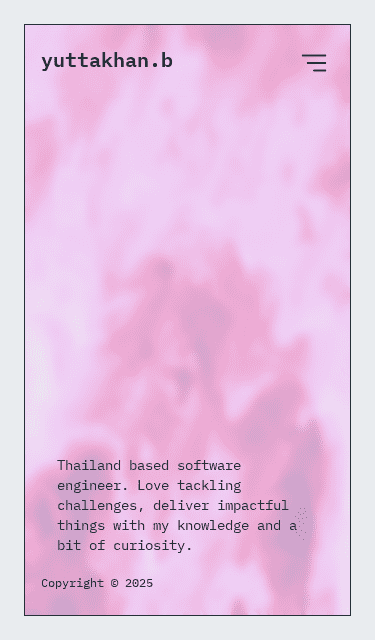 yuttakhan.b
Thailand based software
engineer. Love tackling
challenges, deliver impactful
things with my knowledge and a
bit of curiosity.
Copyright © 2025